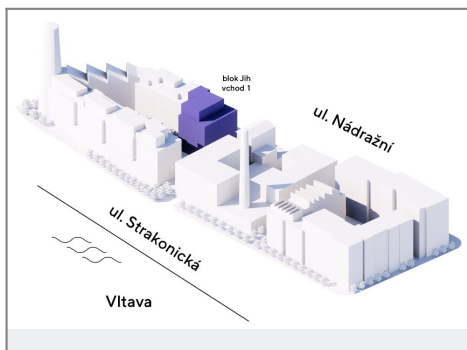 blok Jih
vchod 1
ul. Nádražní
ul. Strakonická
Vltava